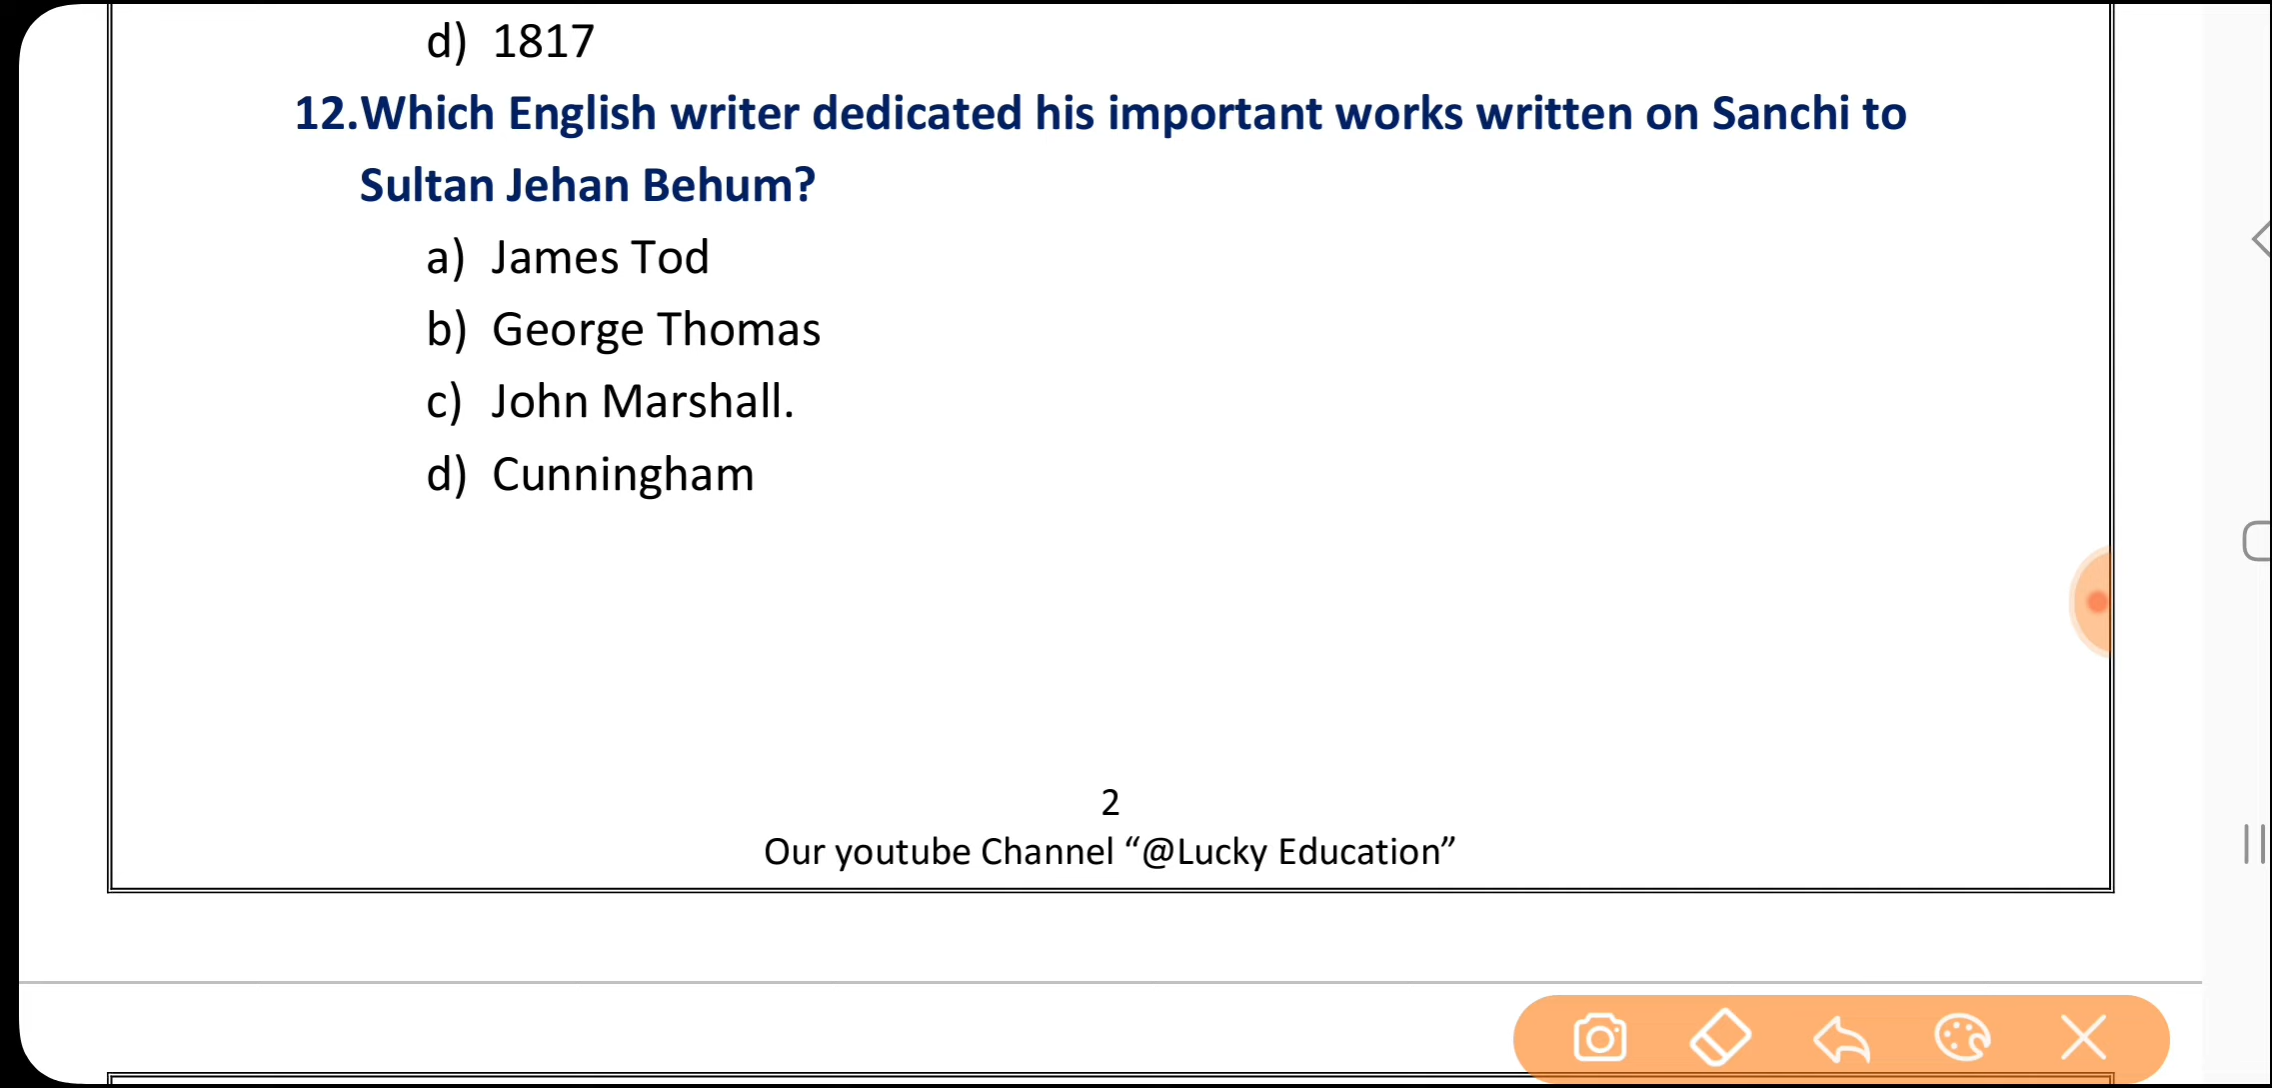 d) 1817
12.Which English writer dedicated his important works written on Sanchi to
Sultan Jehan Behum?
a) James Tod
b) George Thomas
c) John Marshall.
d) Cunningham
2
Our youtube Channel “@Lucky Education”